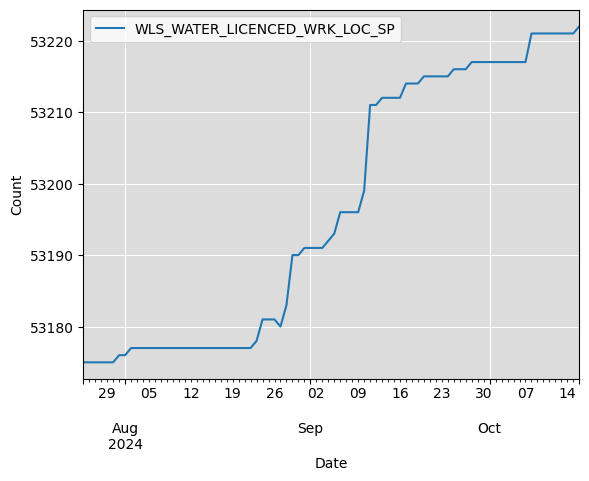 WLS_WATER_LICENCED_WRK_LOC_SP
53220
53210
53200
53190
53180
Count
29 05 12 19 26 02 09 16 23 30 07 14
Aug Sep Oct
2024
Date